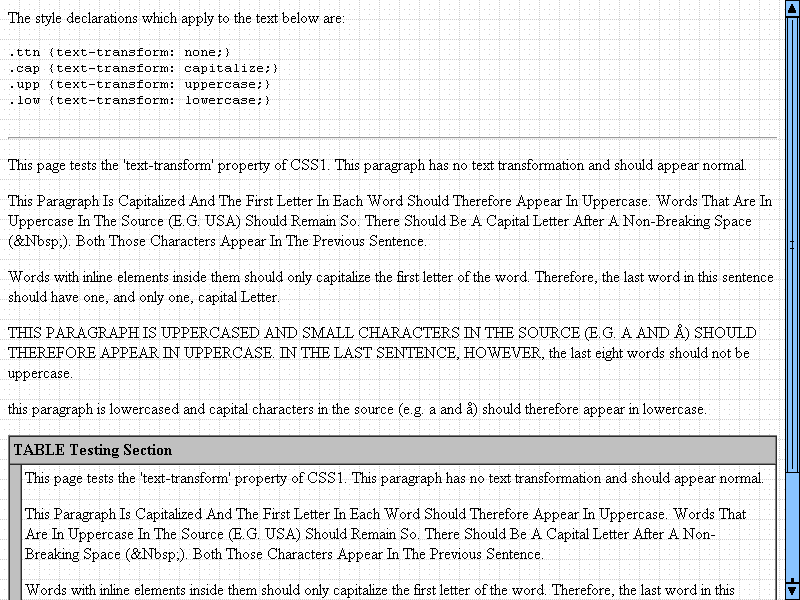 The style declarations which apply to the text below are:
.ttn {text-transform: none;}
.cap {text-transform: capitalize;}
.upp {text-transform: uppercase;}
.low {text-transform: lowercase;}
This page tests the 'text-transform' property of CSS1. This paragraph has no text transformation and should appear normal.
This Paragraph Is Capitalized And The First Letter In Each Word Should Therefore Appear In Uppercase. Words That Are In
Uppercase In The Source (E.G. USA) Should Remain So. There Should Be A Capital Letter After A Non-Breaking Space
(&Nbsp;). Both Those Characters Appear In The Previous Sentence.
Words with inline elements inside them should only capitalize the first letter of the word. Therefore, the last word in this sentence
should have one, and only one, capital Letter.
THIS PARAGRAPH IS UPPERCASED AND SMALL CHARACTERS IN THE SOURCE (E.G. A AND Å) SHOULD
THEREFORE APPEAR IN UPPERCASE. IN THE LAST SENTENCE, HOWEVER, the last eight words should not be
uppercase.
this paragraph is lowercased and capital characters in the source (e.g. a and å) should therefore appear in lowercase.
TABLE Testing Section
This page tests the 'text-transform' property of CSS1. This paragraph has no text transformation and should appear normal.
This Paragraph Is Capitalized And The First Letter In Each Word Should Therefore Appear In Uppercase. Words That
Are In Uppercase In The Source (E.G. USA) Should Remain So. There Should Be A Capital Letter After A Non-
Breaking Space (&Nbsp;). Both Those Characters Appear In The Previous Sentence.
Words with inline elements inside them should only capitalize the first letter of the word. Therefore, the last word in this